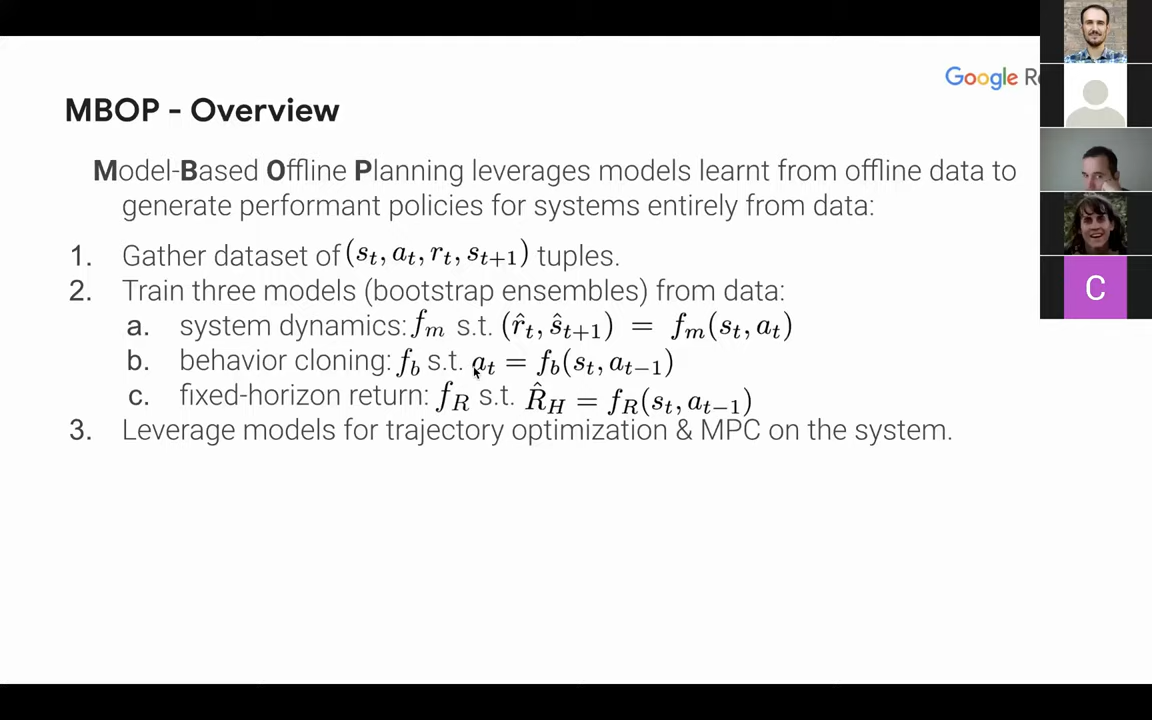 Google Re
MBOP - Overview
Model-Based Offline Planning leverages models learnt from offline data to
generate performant policies for systems entirely from data:
1. Gather dataset of (s_t, a_t, r_t, s_{t+1}) tuples.
2. Train three models (bootstrap ensembles) from data:
a. system dynamics: f_m s.t. (r̂_t, ŝ_{t+1}) = f_m(s_t, a_t)
b. behavior cloning: f_b s.t. a_t = f_b(s_t, a_{t-1})
c. fixed-horizon return: f_R s.t. R̂_H = f_R(s_t, a_{t-1})
3. Leverage models for trajectory optimization & MPC on the system.
C